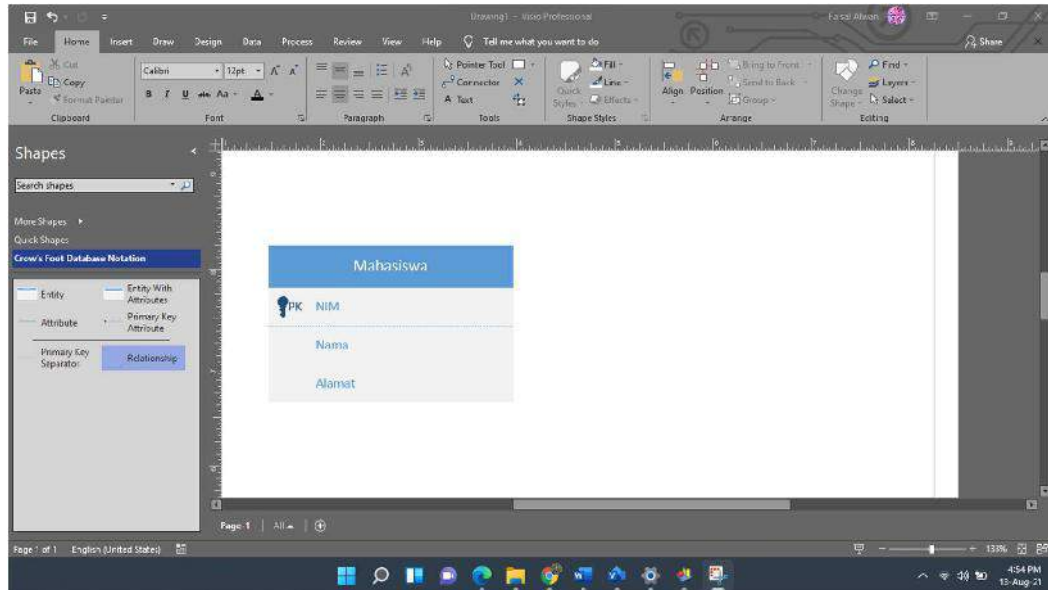 Drawing1 - Visio Professional
Faisal Alwan
File Home Insert Draw Design Data Process Review View Help Tell me what you want to do
Share
Paste
Cut
Copy
Format Painter
Clipboard
Calibri 12pt
B I U abc Aa A
Font
Paragraph
Pointer Tool
Connector
A Text
Tools
Quick Styles
Fill
Line
Effects
Shape Styles
Align Position
Bring to Front
Send to Back
Group
Arrange
Change Shape
Find
Layers
Select
Editing
Shapes
Search shapes
More Shapes
Quick Shapes
Crow's Foot Database Notation
Entity
Entity With Attributes
Attribute
Primary Key Attribute
Primary Key Separator
Relationship
Mahasiswa
PK NIM
Nama
Alamat
Page-1 All
Page 1 of 1 English (United States)
133%
4:54 PM
13-Aug-21